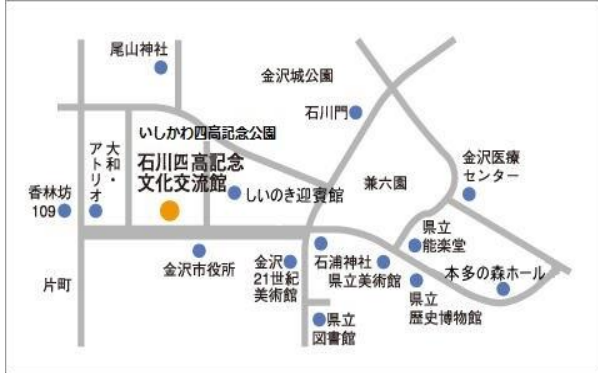 尾山神社
金沢城公園
石川門
いしかわ四高記念公園
大和・
アトリオ
石川四高記念
文化交流館
金沢医療
センター
しいのき迎賓館
兼六園
香林坊
109
県立
能楽堂
金沢市役所
金沢
21世紀
美術館
石浦神社
県立美術館
本多の森ホール
片町
県立
歴史博物館
県立
図書館